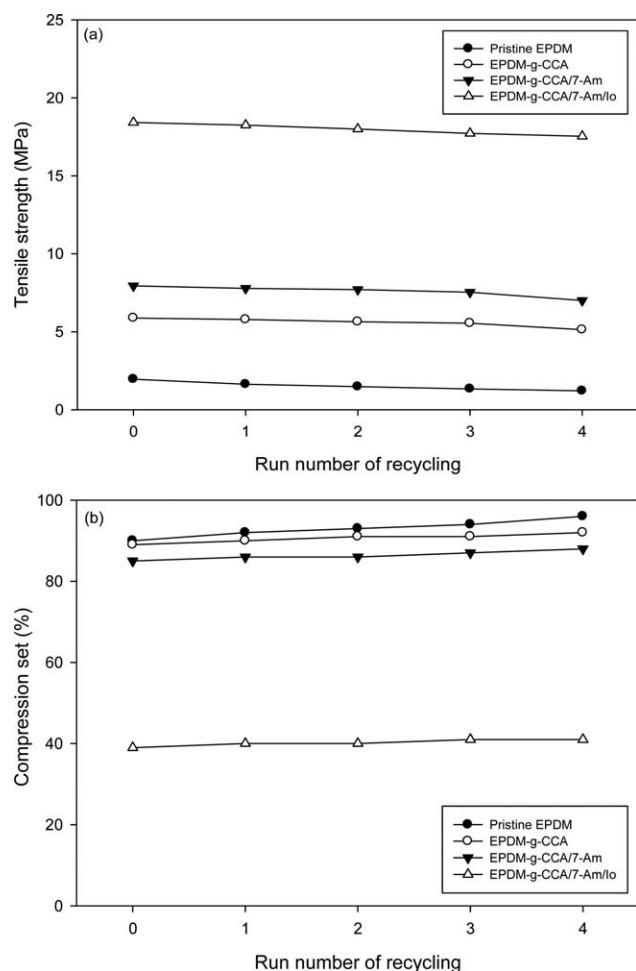 (a)
Pristine EPDM
EPDM-g-CCA
EPDM-g-CCA/7-Am
EPDM-g-CCA/7-Am/Io
25
20
15
10
5
0
Tensile strength (MPa)
0 1 2 3 4
Run number of recycling
(b)
100
80
60
40
20
0
Compression set (%)
Pristine EPDM
EPDM-g-CCA
EPDM-g-CCA/7-Am
EPDM-g-CCA/7-Am/Io
0 1 2 3 4
Run number of recycling